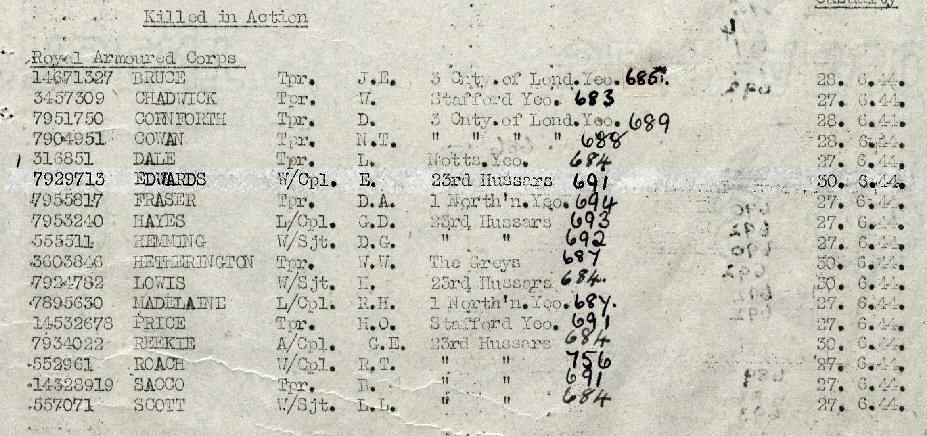 Casualty
Killed in Action
Royal Armoured Corps
14671327 BRUCE Tpr. J.E. 3 Cnty.of Lond.Yeo. 28. 6.44.
3457309 CHADWICK Tpr. W. Stafford Yeo. 683 27. 6.44.
7951750 CORNFORTH Tpr. D. 3 Cnty.of Lond.Yeo. 689 28. 6.44.
7904951 COWAN Tpr. N.T. " " " " 688 28. 6.44.
316851 DALE Tpr. L. Notts.Yeo. 684 27. 6.44.
7929713 EDWARDS W/Cpl. E. 23rd Hussars 691 30. 6.44.
7955817 FRASER Tpr. D.A. 1 North'n.Yeo. 694 27. 6.44.
7953240 HAYES L/Cpl G.D. 23rd Hussars 693 27. 6.44.
555511 HEMMING W/Sjt. D.G. " " 692 27. 6.44.
3603846 HETHERINGTON Tpr. W.W. The Greys 687 30. 6.44.
7924782 LOWIS W/Sjt. 23rd Hussars 684 30. 6.44.
7895630 MADELAINE L/Cpl. R.H. 1 North'n.Yeo. 687. 27. 6.44.
14532678 PRICE Tpr. H.O. Stafford Yeo. 691 27. 6.44.
7934022 REEKIE A/Cpl. G.E. 23rd Hussars 684 30. 6.44.
552961 ROACH W/Cpl. R.T. " " 756 27. 6.44.
14328919 SACCO Tpr. D. " " 691 27. 6.44.
557071 SCOTT W/Sjt. L.L. " " 684 27. 6.44.